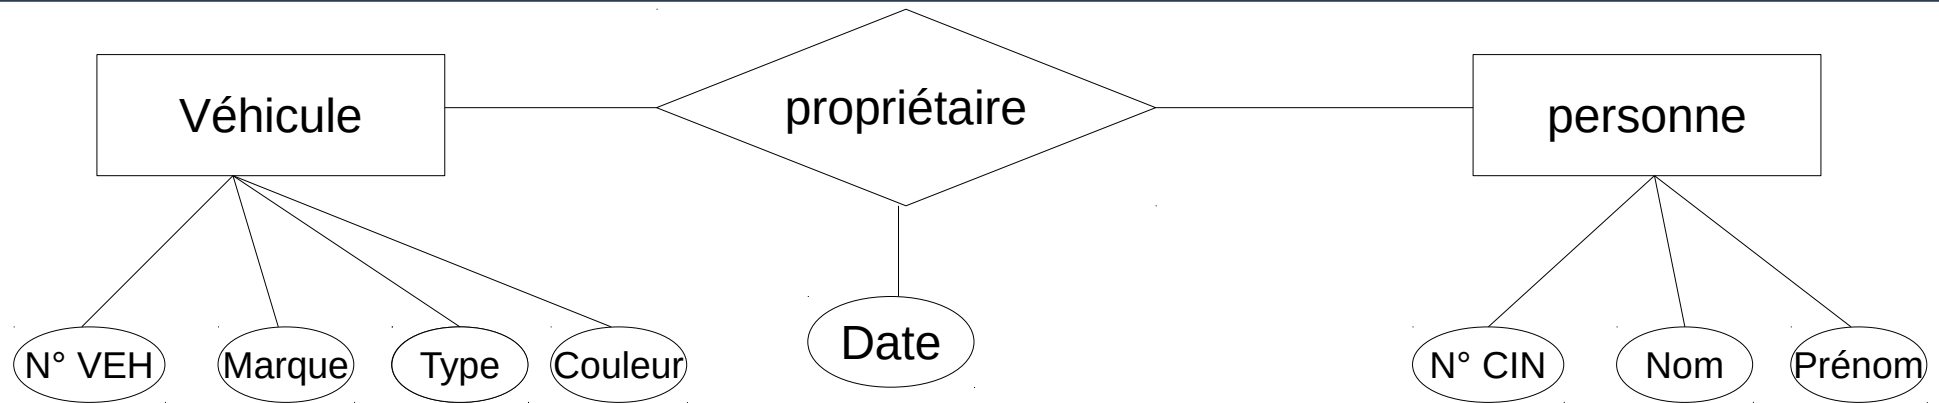 Véhicule
propriétaire
personne
Date
N° VEH
Marque
Type
Couleur
N° CIN
Nom
Prénom